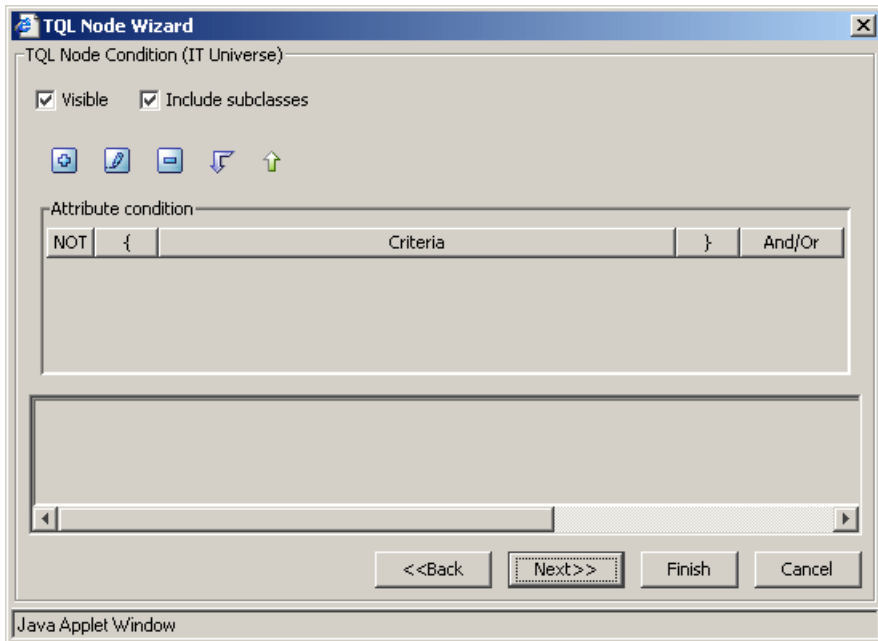 TQL Node Wizard
TQL Node Condition (IT Universe)
Visible Include subclasses
Attribute condition
NOT { Criteria } And/Or
<<Back Next>> Finish Cancel
Java Applet Window